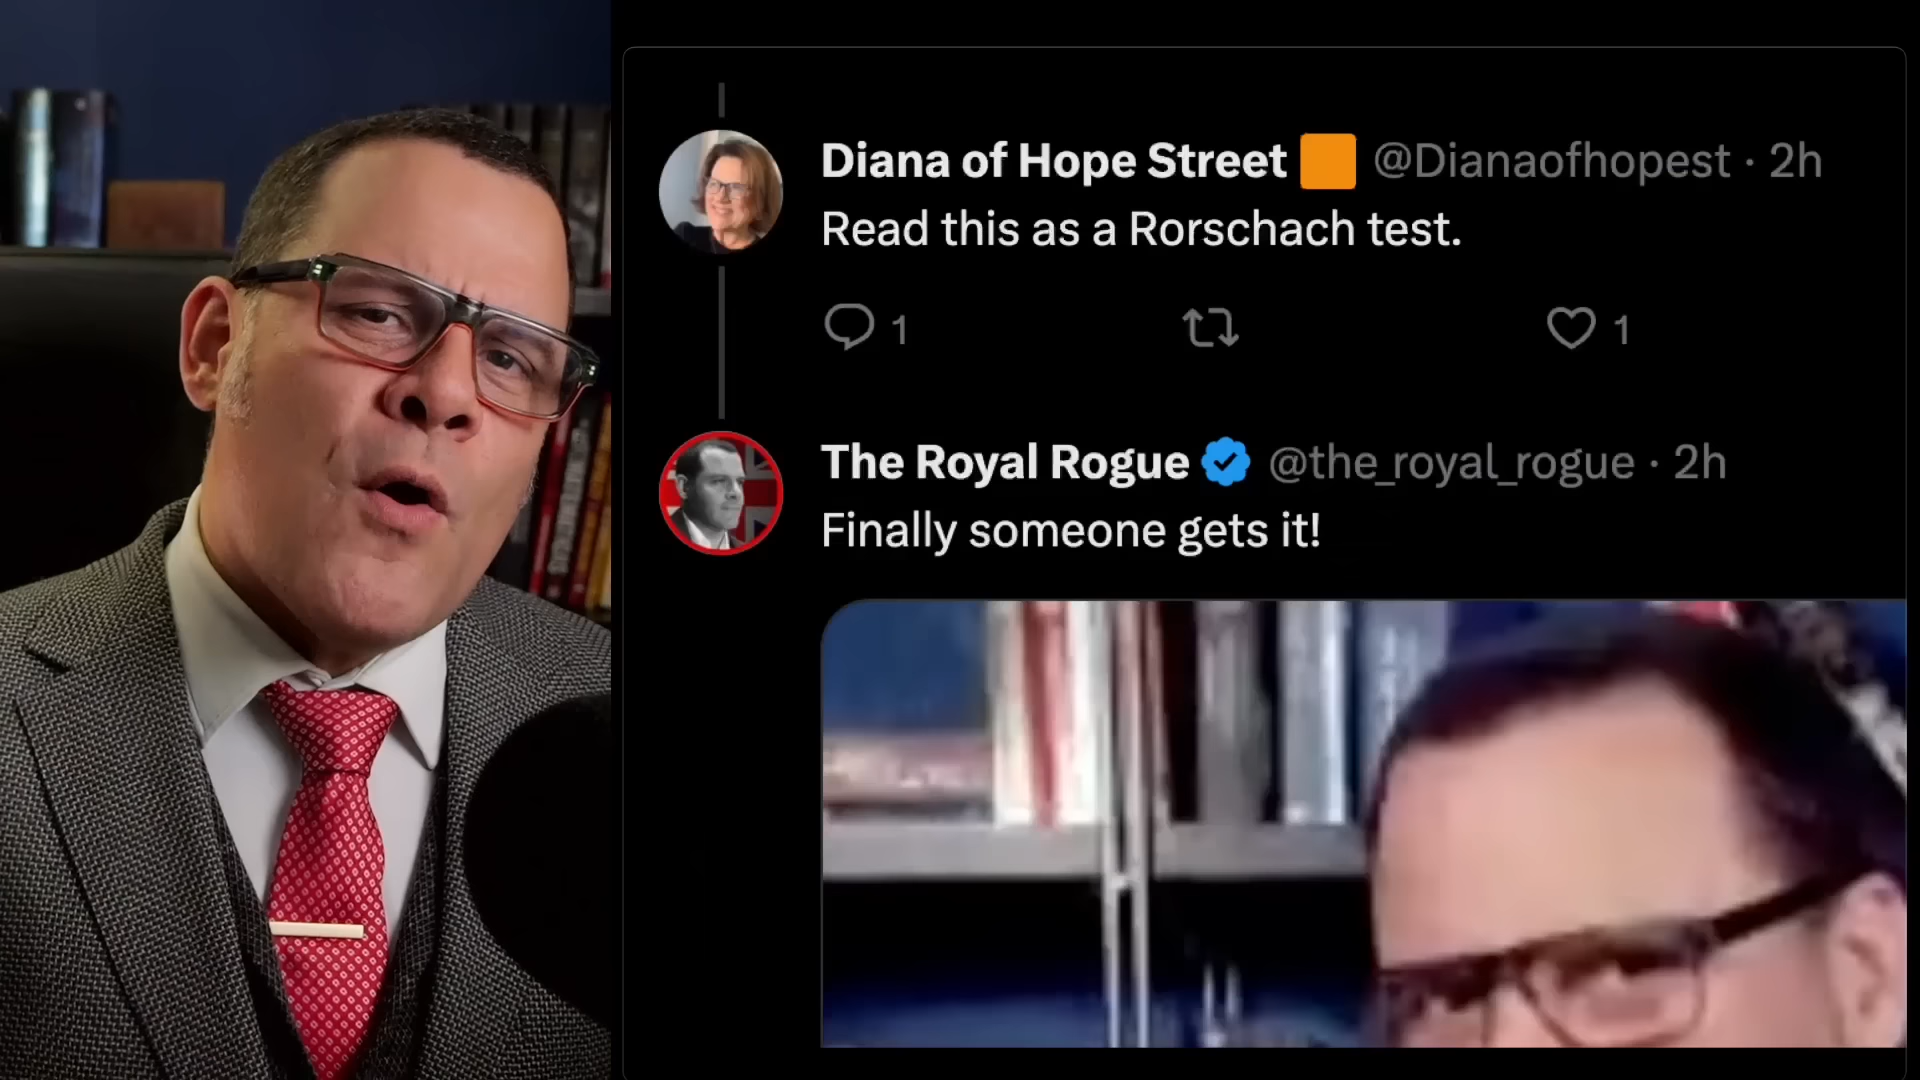 Diana of Hope Street @Dianaofhopest · 2h
Read this as a Rorschach test.
1 1
The Royal Rogue @the_royal_rogue · 2h
Finally someone gets it!